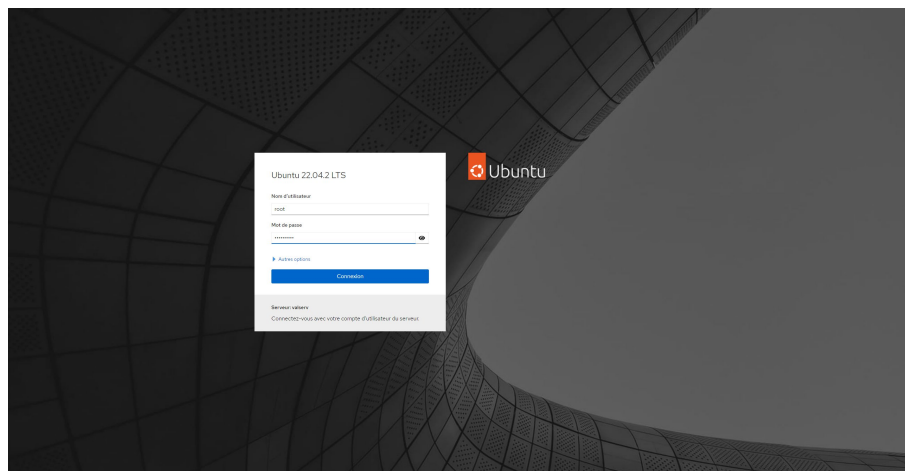 Ubuntu 22.04.2 LTS
Ubuntu
Nom d'utilisateur
root
Mot de passe
Autres options
Connexion
Serveur: valserv
Connectez-vous avec votre compte d'utilisateur du serveur.